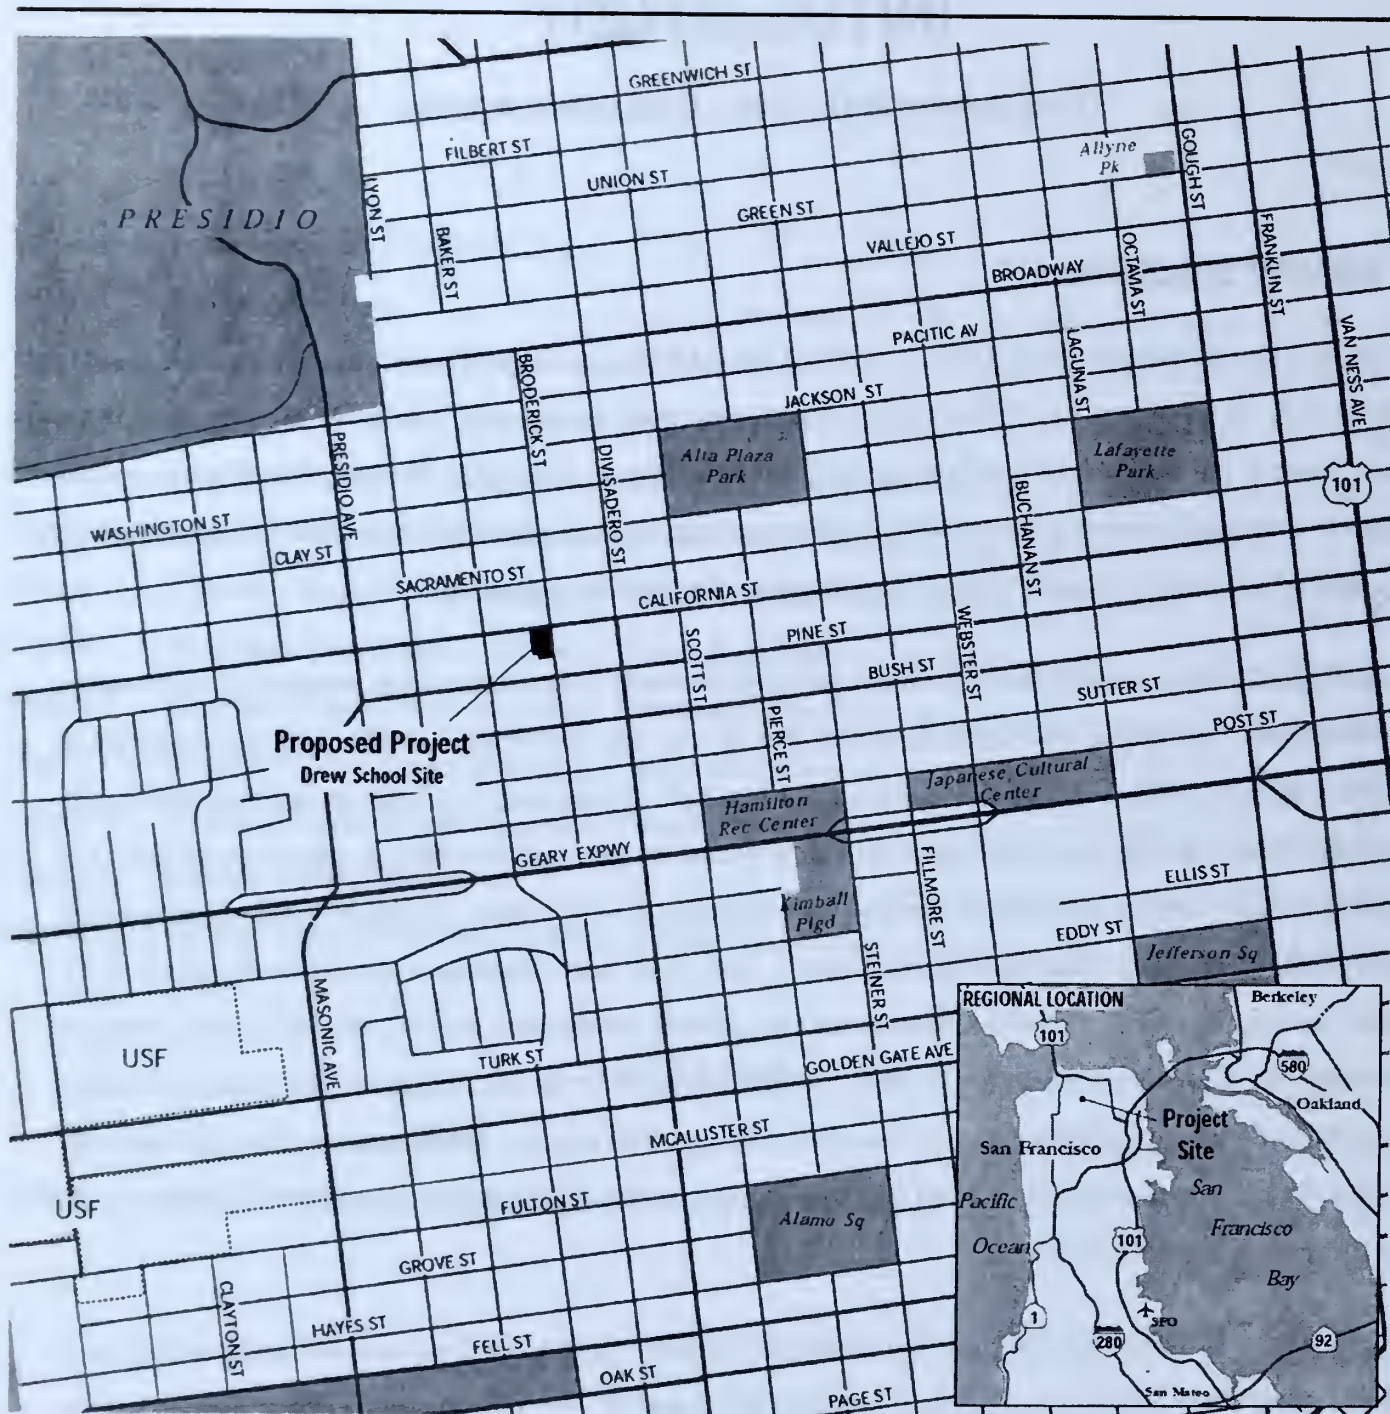 GREENWICH ST
FILBERT ST
UNION ST
GREEN ST
VALLEJO ST
BROADWAY
PACIFIC AV
JACKSON ST
Allyne
Pk
GOUGH ST
FRANKLIN ST
OCTAVIA ST
VAN NESS AVE
LAGUNA ST
PRESIDIO
LYON ST
BAKER ST
BRODERICK ST
DIVISADERO ST
PRESIDIO AVE
Alta Plaza
Park
Lafayette
Park
101
WASHINGTON ST
CLAY ST
SACRAMENTO ST
CALIFORNIA ST
PINE ST
BUSH ST
SUTTER ST
POST ST
BUCHANAN ST
WEBSTER ST
SCOTT ST
PIERCE ST
Proposed Project
Drew School Site
Hamilton
Rec Center
Japanese Cultural
Center
GEARY EXPWY
Kimball
Plgd
FILLMORE ST
STEINER ST
ELLIS ST
EDDY ST
Jefferson Sq
MASONIC AVE
USF
TURK ST
GOLDEN GATE AVE
MCALLISTER ST
USF
FULTON ST
Alamo Sq
GROVE ST
CLAYTON ST
HAYES ST
FELL ST
OAK ST
PAGE ST
REGIONAL LOCATION
Berkeley
101
580
Oakland
Project
Site
San Francisco
San
Francisco
Bay
Pacific
Ocean
101
1
SFO
280
92
San Mateo